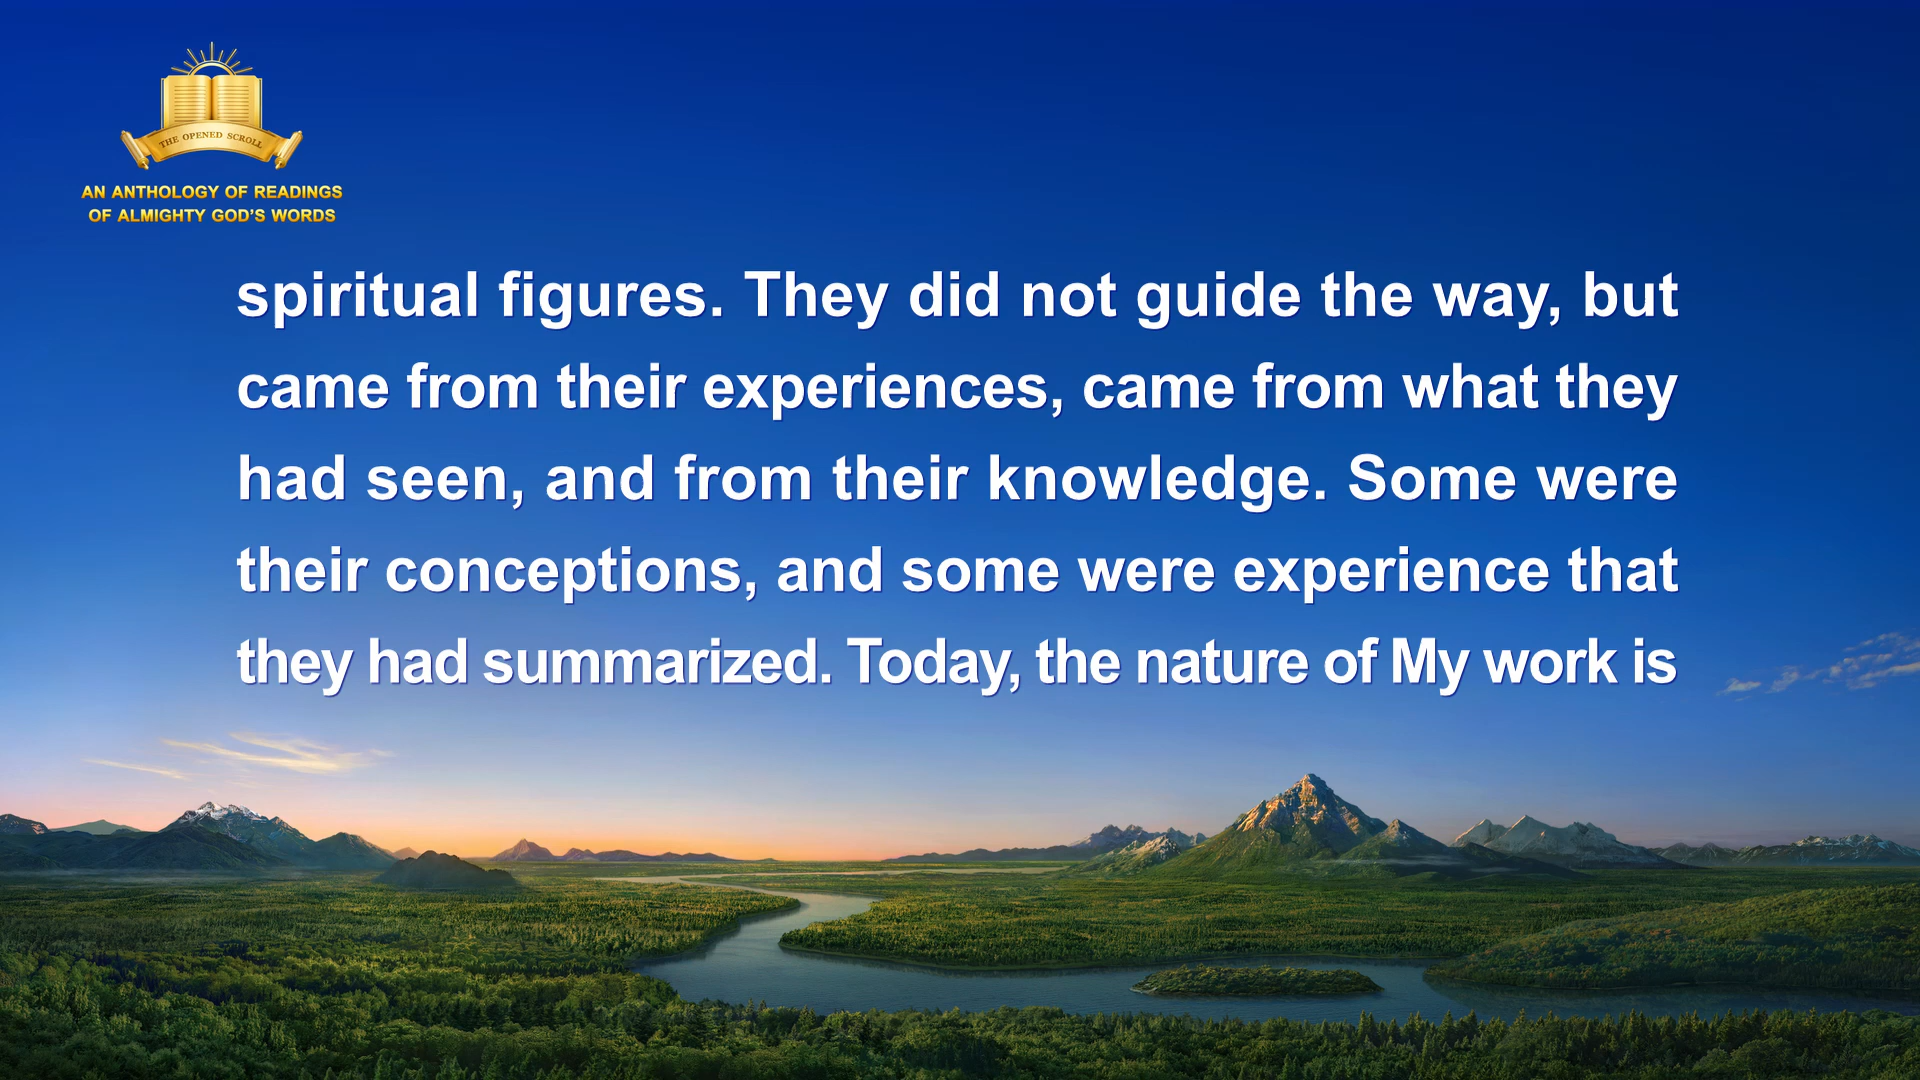 THE OPENED SCROLL
AN ANTHOLOGY OF READINGS
OF ALMIGHTY GOD'S WORDS
spiritual figures. They did not guide the way, but
came from their experiences, came from what they
had seen, and from their knowledge. Some were
their conceptions, and some were experience that
they had summarized. Today, the nature of My work is